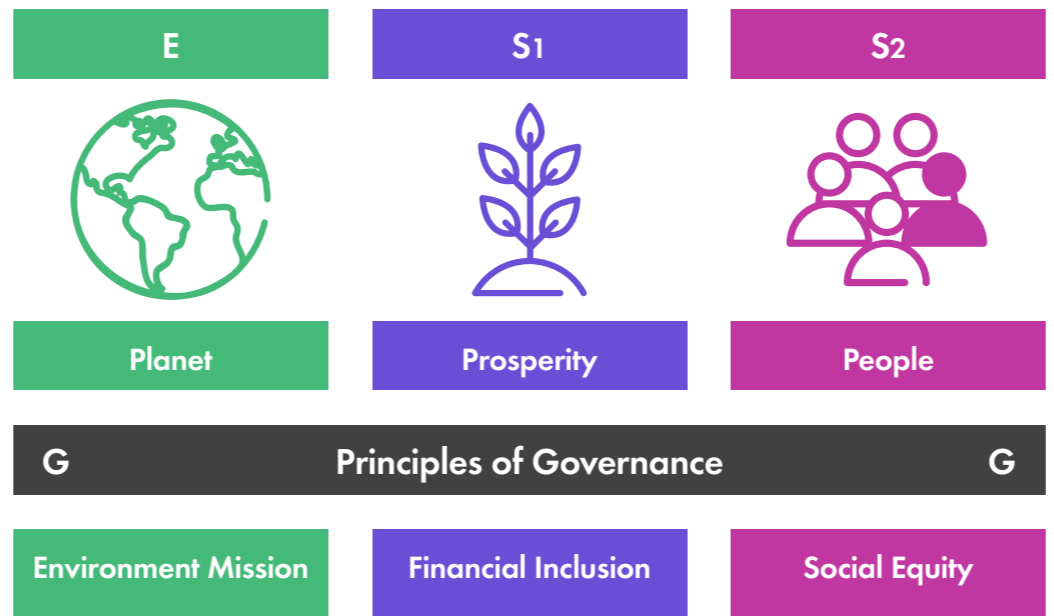 E
S1
S2
Planet
Prosperity
People
G Principles of Governance G
Environment Mission
Financial Inclusion
Social Equity